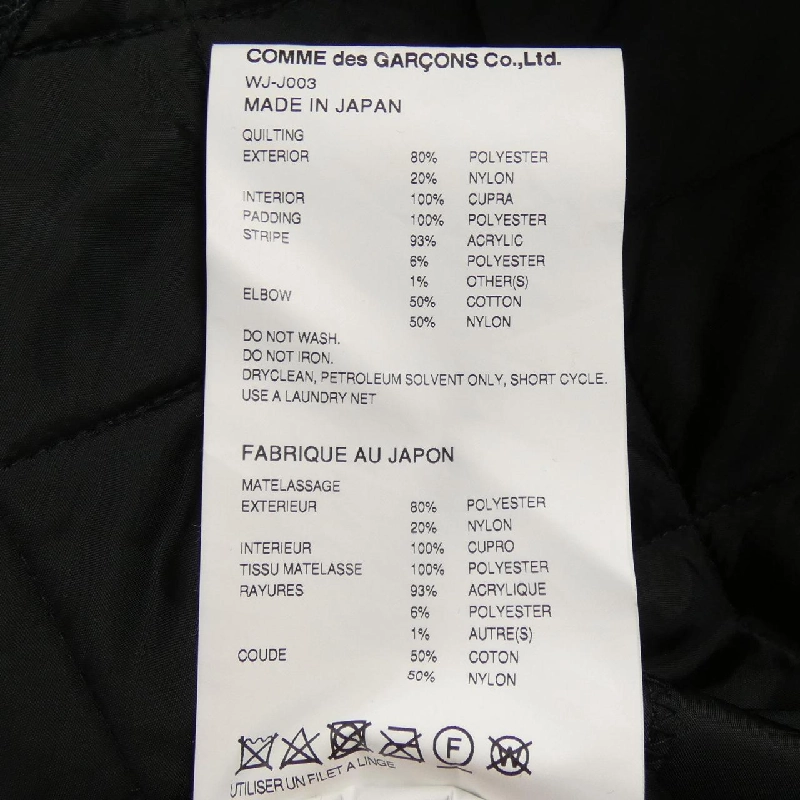 COMME des GARÇONS Co.,Ltd.
WJ-J003
MADE IN JAPAN
QUILTING
EXTERIOR 80% POLYESTER
20% NYLON
INTERIOR 100% CUPRA
PADDING 100% POLYESTER
STRIPE 93% ACRYLIC
6% POLYESTER
1% OTHER(S)
ELBOW 50% COTTON
50% NYLON
DO NOT WASH.
DO NOT IRON.
DRYCLEAN, PETROLEUM SOLVENT ONLY, SHORT CYCLE.
USE A LAUNDRY NET
FABRIQUE AU JAPON
MATELASSAGE
EXTERIEUR 80% POLYESTER
20% NYLON
INTERIEUR 100% CUPRO
TISSU MATELASSE 100% POLYESTER
RAYURES 93% ACRYLIQUE
6% POLYESTER
1% AUTRE(S)
COUDE 50% COTON
50% NYLON
F W
UTILISER UN FILET A LINGE